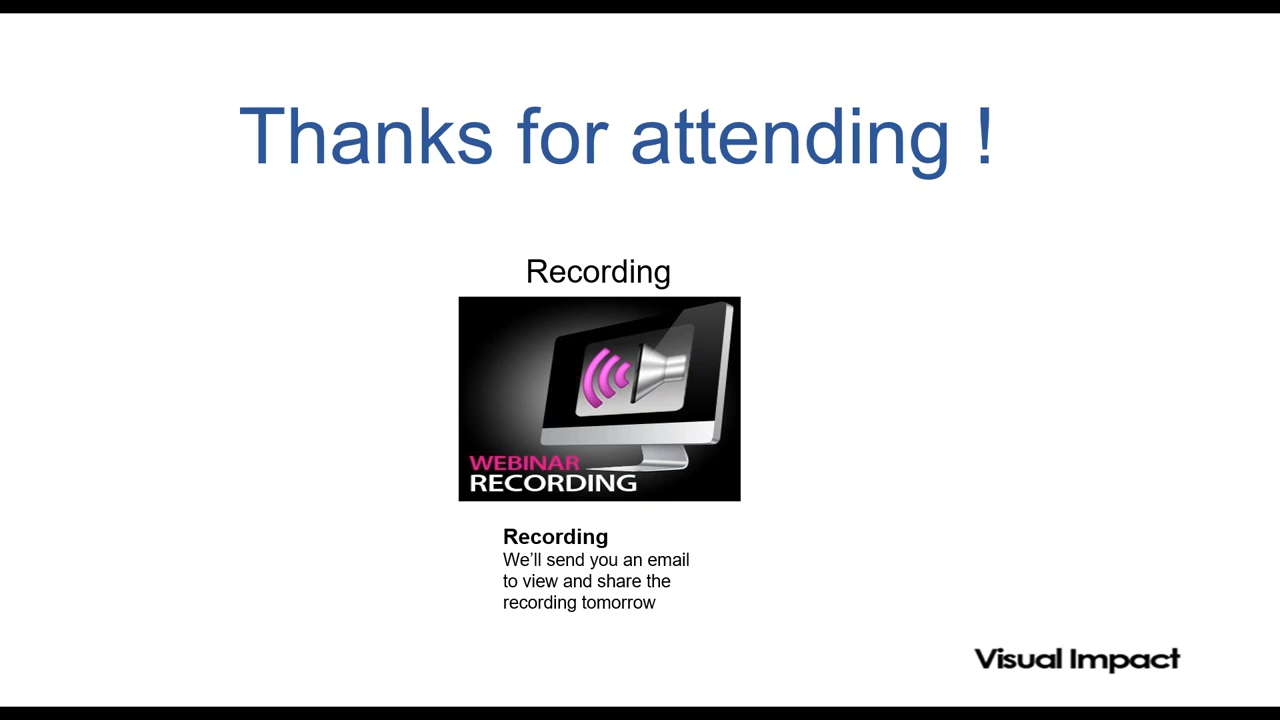 Thanks for attending !
Recording
WEBINAR
RECORDING
Recording
We’ll send you an email
to view and share the
recording tomorrow
Visual Impact